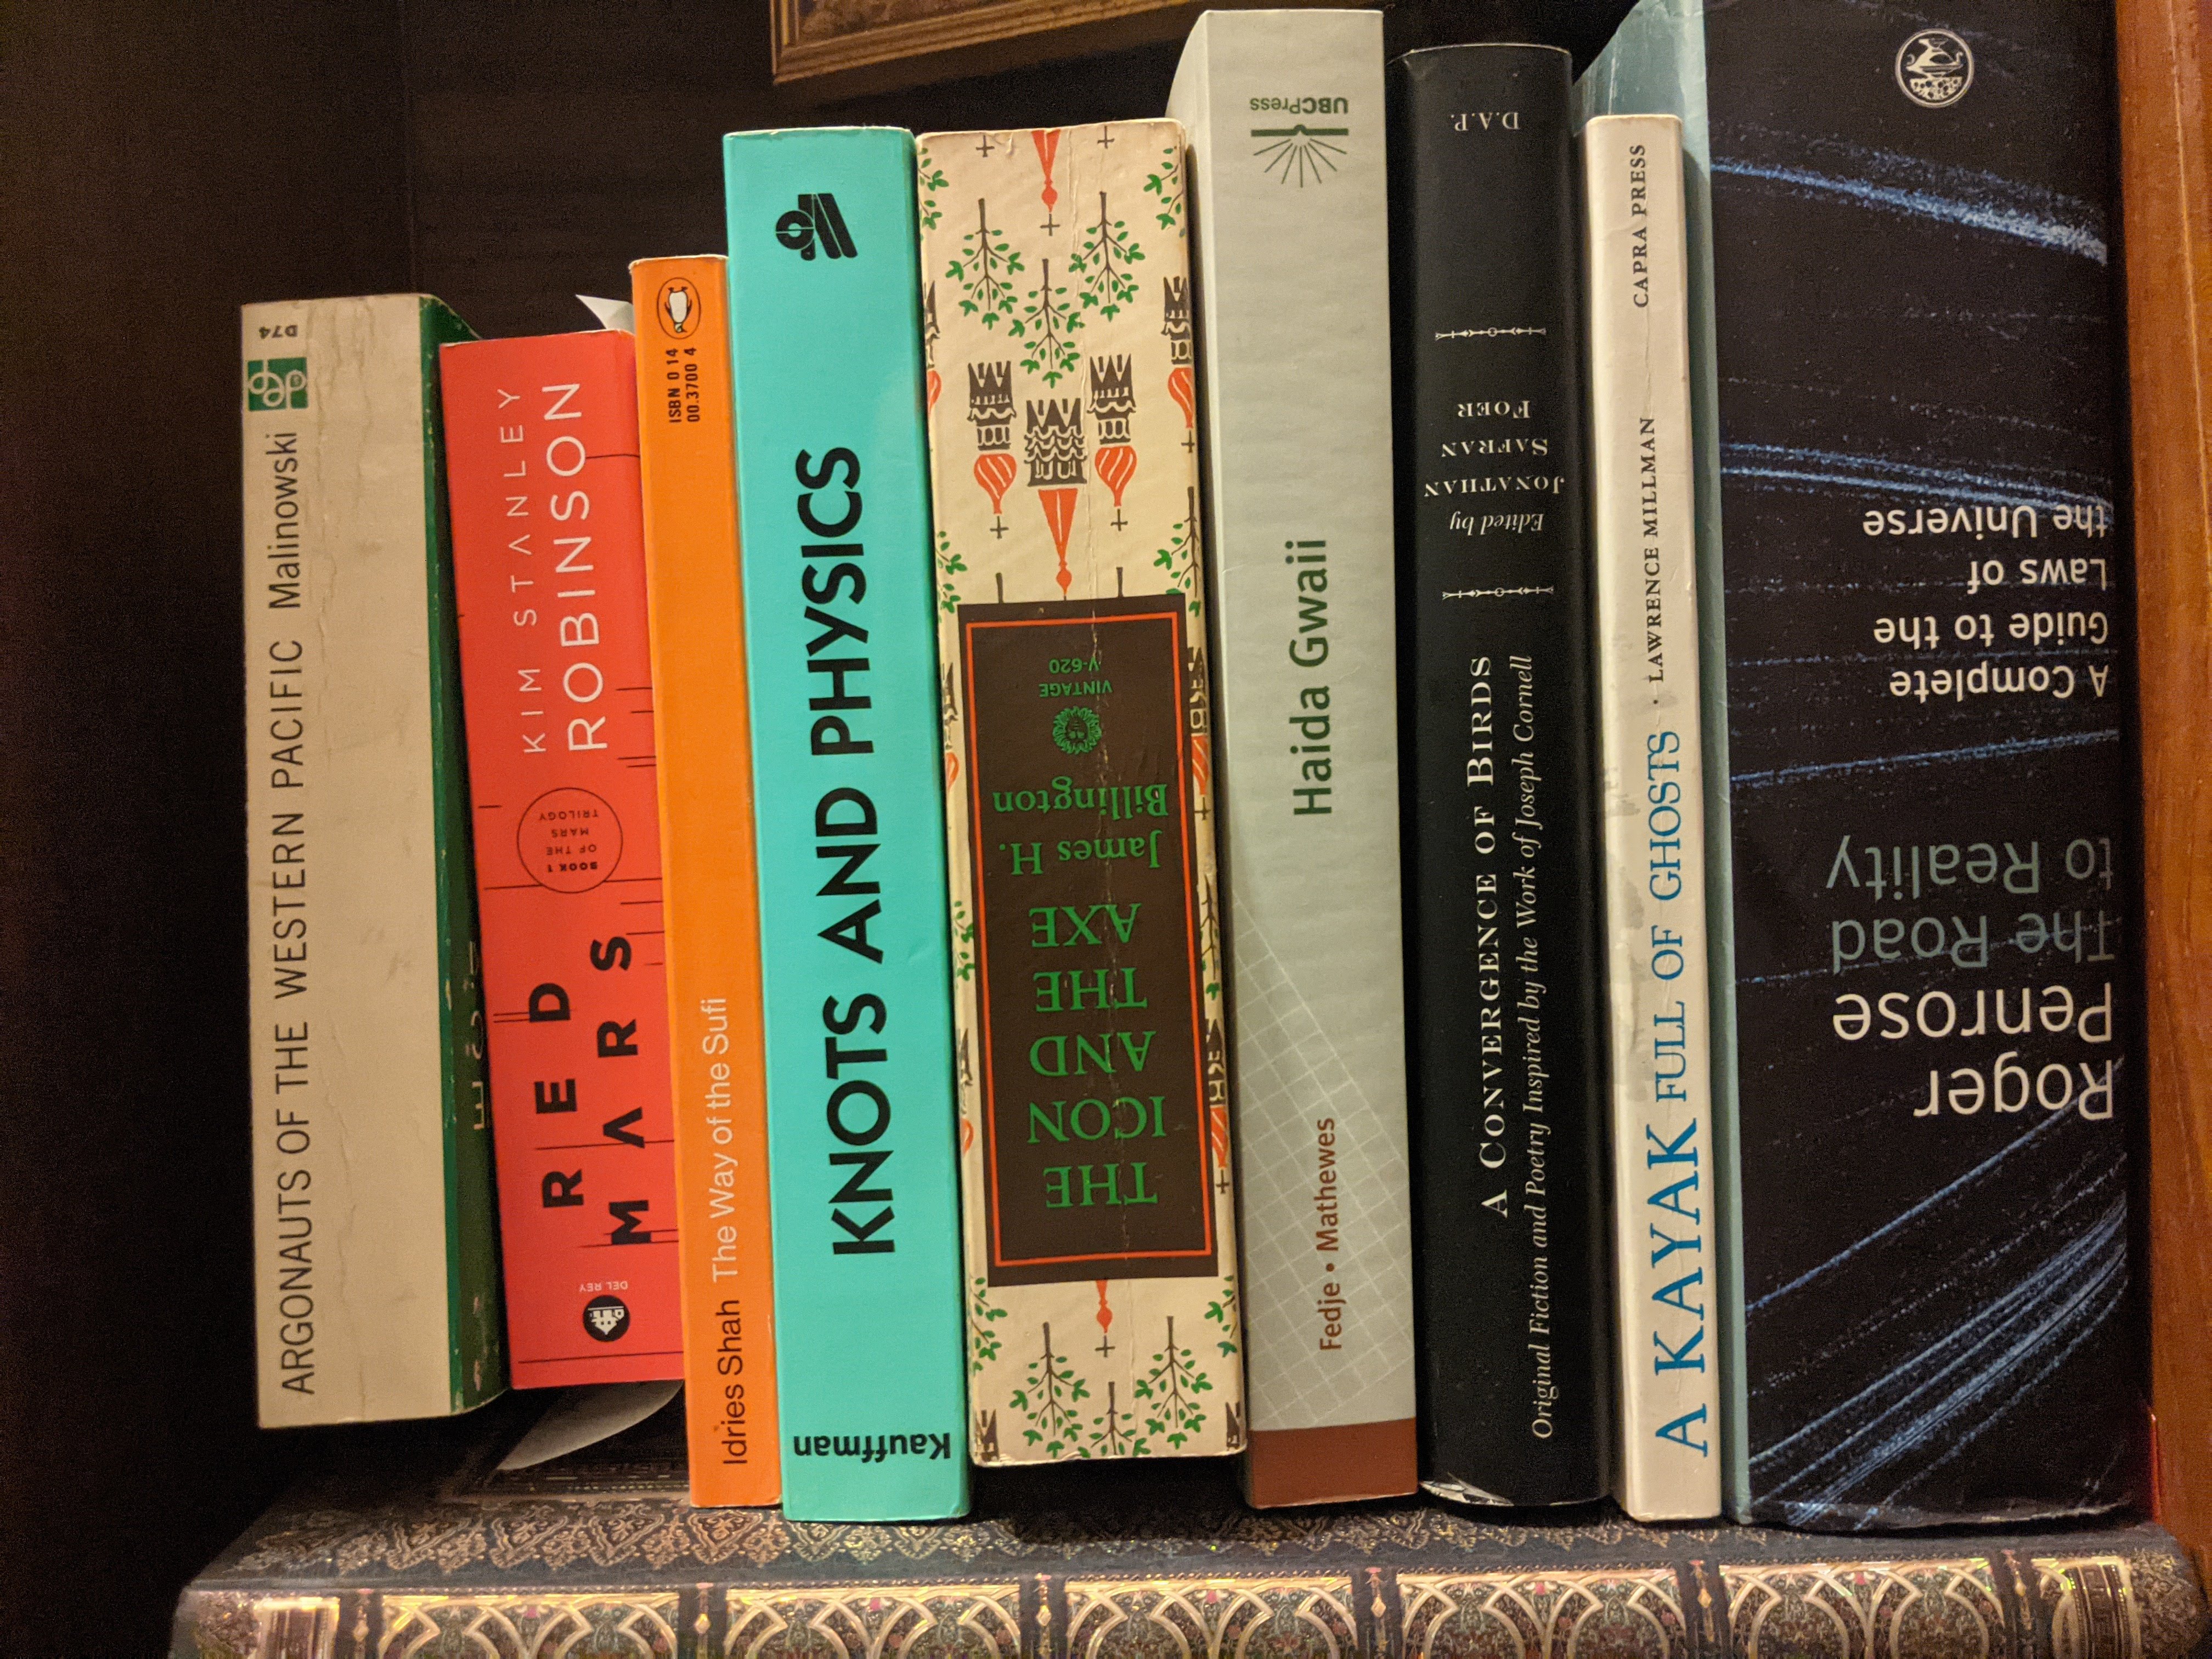 ARGONAUTS OF THE WESTERN PACIFIC Malinowski
D74
DEL REY
RED
MARS
BOOK 1
OF THE
MARS
TRILOGY
KIM STANLEY
ROBINSON
Idries Shah The Way of the Sufi
ISBN 0 14
00.3700 4
Kauffman
KNOTS AND PHYSICS
THE
ICON
AND
THE
AXE
James H.
Billington
VINTAGE
V-620
Fedje • Mathewes
Haida Gwaii
UBCPress
A CONVERGENCE OF BIRDS
Original Fiction and Poetry Inspired by the Work of Joseph Cornell
Edited by
JONATHAN
SAFRAN
FOER
D.A.P.
A KAYAK FULL OF GHOSTS · LAWRENCE MILLMAN
CAPRA PRESS
Roger
Penrose
The Road
to Reality
A Complete
Guide to the
Laws of
the Universe